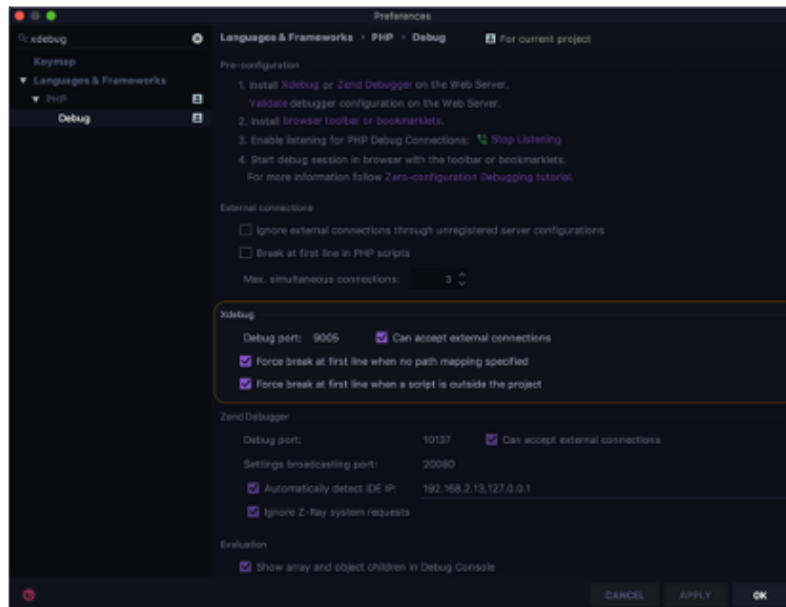 Preferences
xdebug
Languages & Frameworks › PHP › Debug
For current project
Keymap
Languages & Frameworks
PHP
Debug
Pre-configuration
1. Install Xdebug or Zend Debugger on the Web Server.
Validate debugger configuration on the Web Server.
2. Install browser toolbar or bookmarklets.
3. Enable listening for PHP Debug Connections: Stop Listening
4. Start debug session in browser with the toolbar or bookmarklets.
For more information follow Zero-configuration Debugging tutorial.
External connections
Ignore external connections through unregistered server configurations
Break at first line in PHP scripts
Max. simultaneous connections: 3
Xdebug
Debug port: 9005 Can accept external connections
Force break at first line when no path mapping specified
Force break at first line when a script is outside the project
Zend Debugger
Debug port: 10137 Can accept external connections
Settings broadcasting port: 20080
Automatically detect IDE IP: 192.168.2.13,127.0.0.1
Ignore Z-Ray system requests
Evaluation
Show array and object children in Debug Console
CANCEL APPLY OK